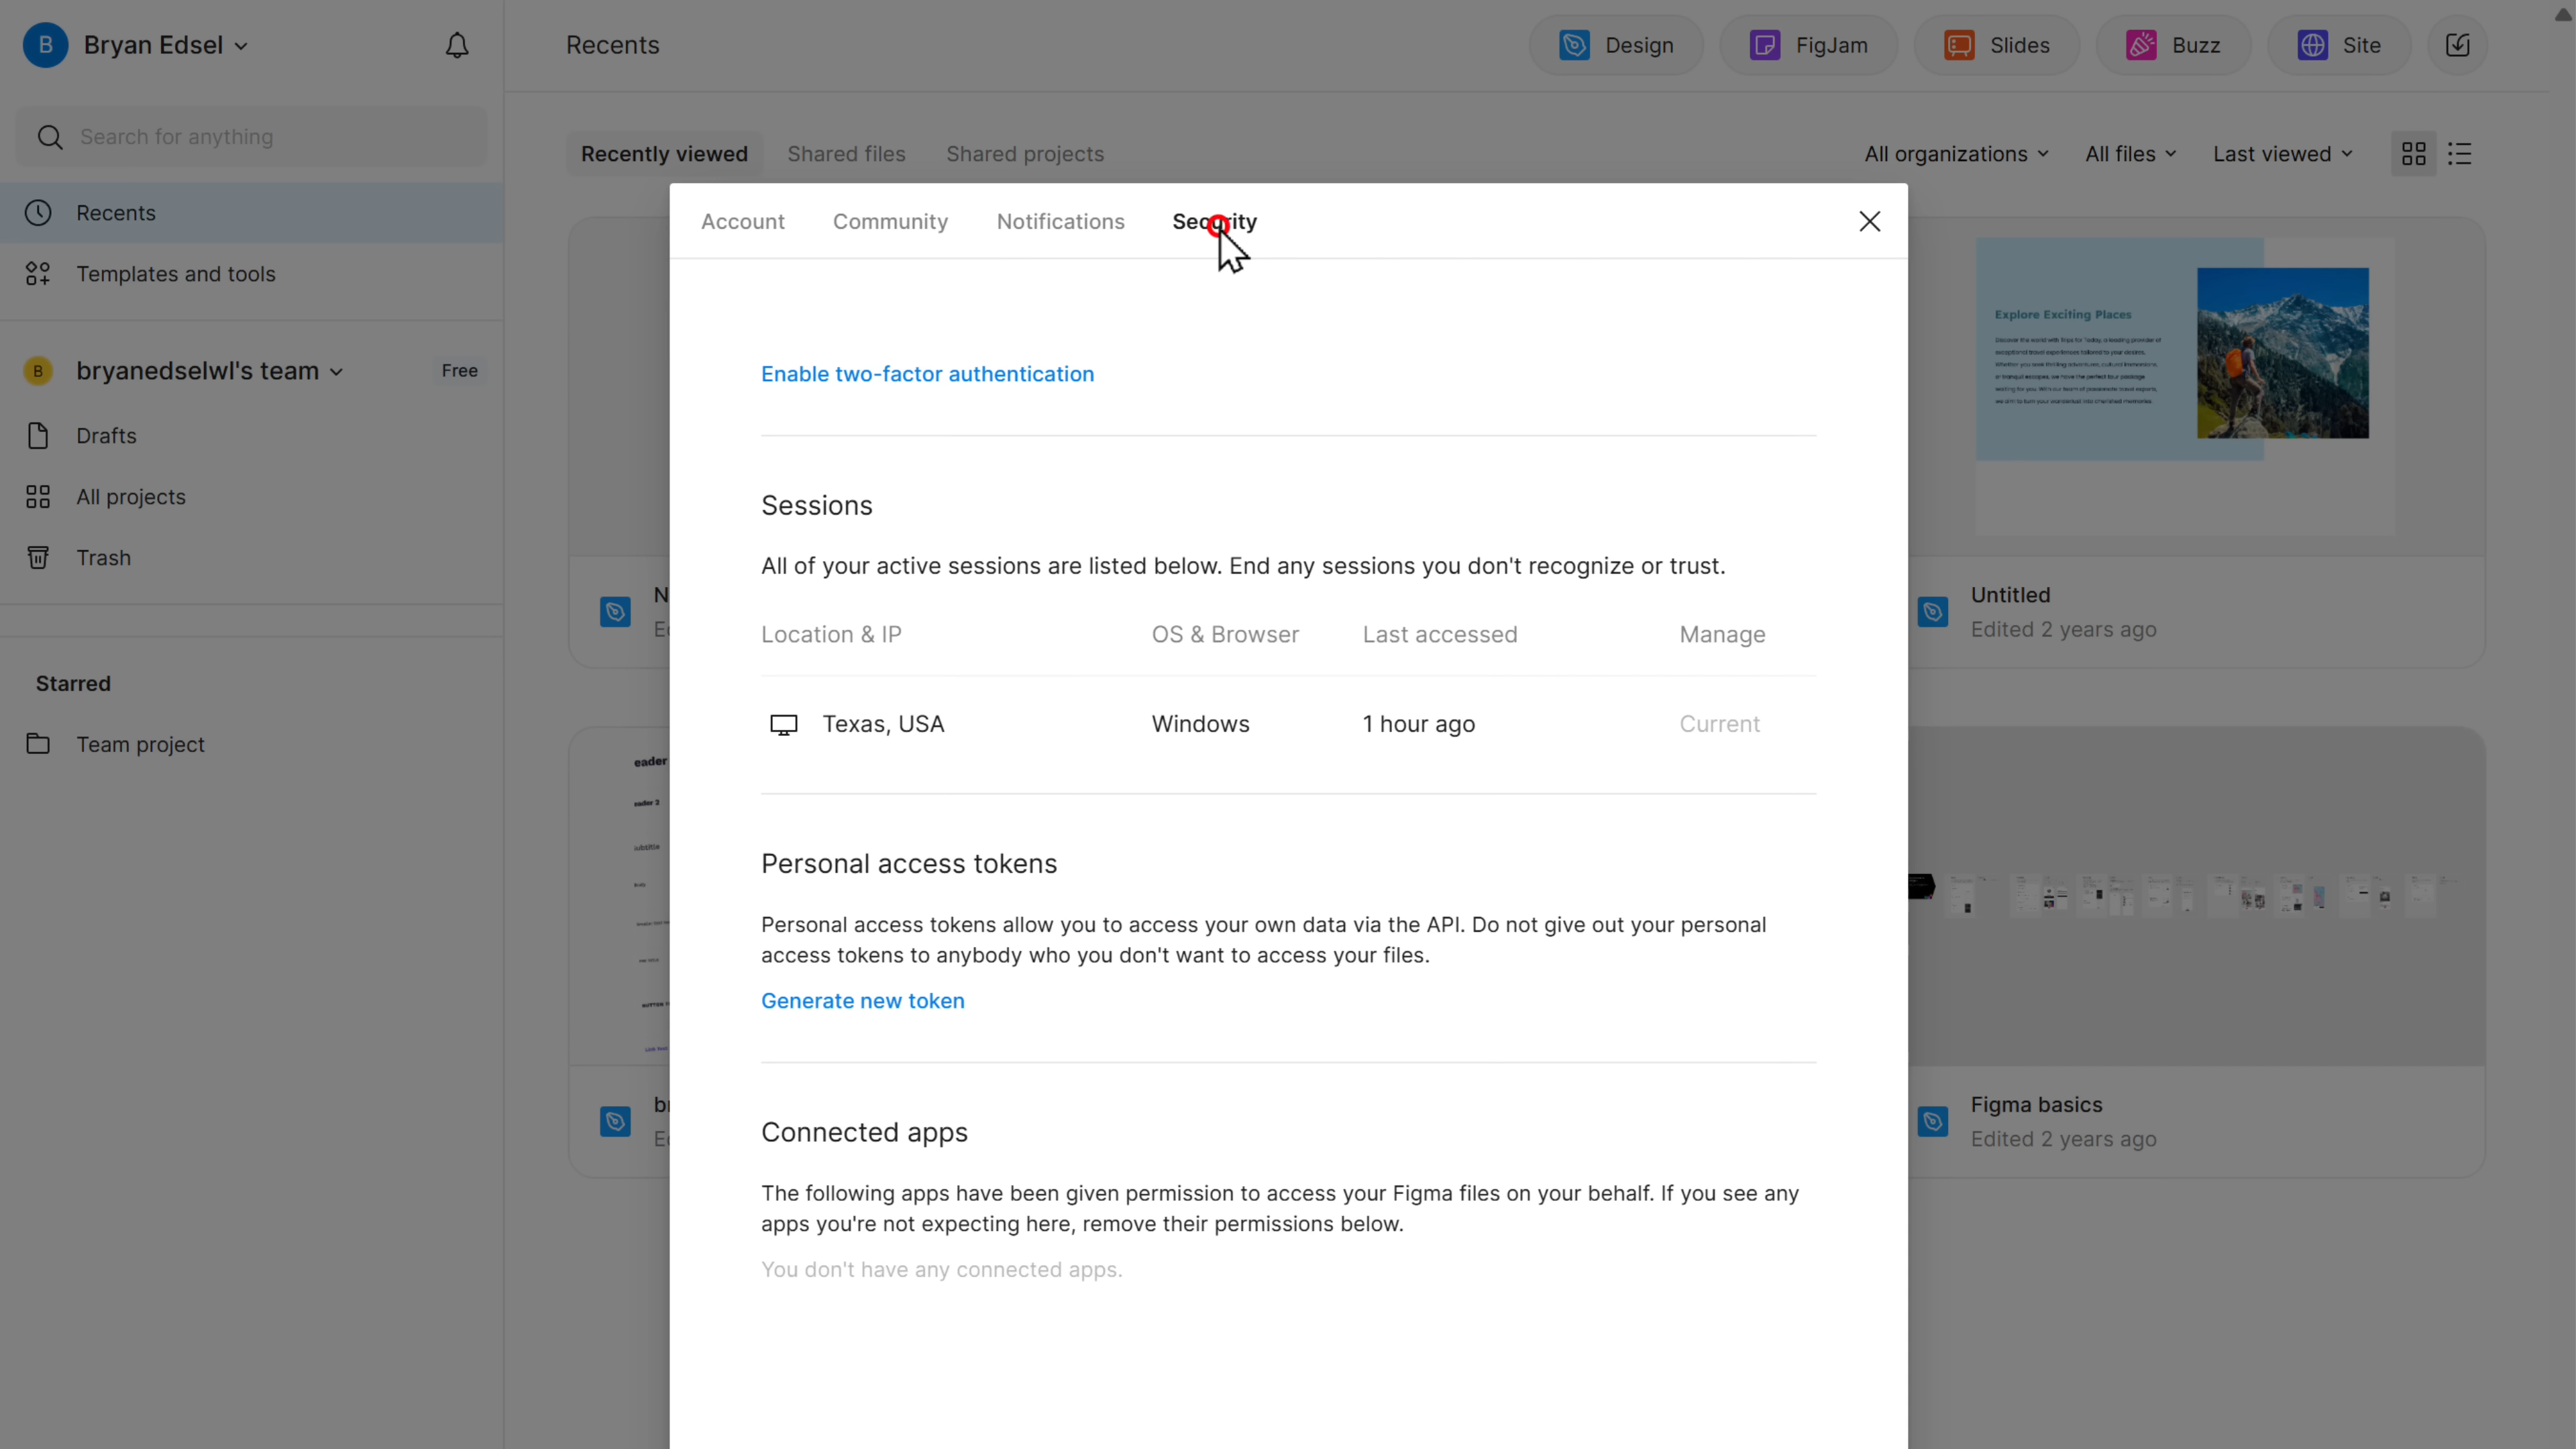 B
Bryan Edsel
Search for anything
Recents
Templates and tools
B
bryanedselwl's team
Free
Drafts
All projects
Trash
Starred
Team project
Recents
Design
FigJam
Slides
Buzz
Site
Recently viewed
Shared files
Shared projects
All organizations
All files
Last viewed
Account
Community
Notifications
Security
Enable two-factor authentication
Sessions
All of your active sessions are listed below. End any sessions you don't recognize or trust.
Location & IP
OS & Browser
Last accessed
Manage
Texas, USA
Windows
1 hour ago
Current
Personal access tokens
Personal access tokens allow you to access your own data via the API. Do not give out your personal
access tokens to anybody who you don't want to access your files.
Generate new token
Connected apps
The following apps have been given permission to access your Figma files on your behalf. If you see any
apps you're not expecting here, remove their permissions below.
You don't have any connected apps.
Explore Exciting Places
Untitled
Edited 2 years ago
Figma basics
Edited 2 years ago